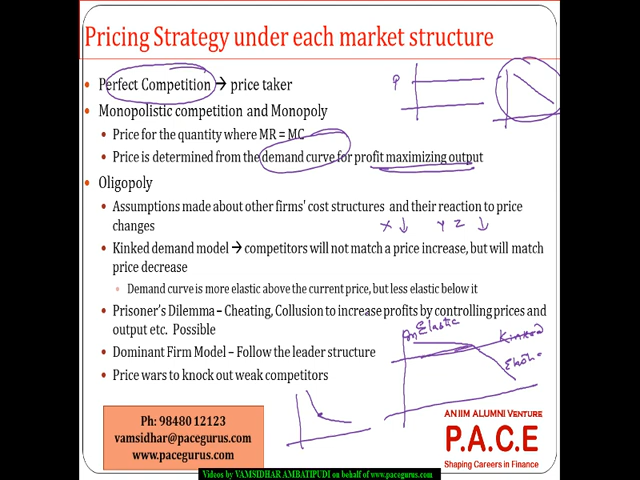 Pricing Strategy under each market structure
• Perfect Competition → price taker
P
• Monopolistic competition and Monopoly
• Price for the quantity where MR = MC
• Price is determined from the demand curve for profit maximizing output
• Oligopoly
• Assumptions made about other firms' cost structures and their reaction to price
changes
X ↓ Y Z ↓
• Kinked demand model → competitors will not match a price increase, but will match
price decrease
• Demand curve is more elastic above the current price, but less elastic below it
• Prisoner's Dilemma – Cheating, Collusion to increase profits by controlling prices and
output etc. Possible
Elastic
Kinked
• Dominant Firm Model – Follow the leader structure
• Price wars to knock out weak competitors
Ph: 98480 12123
vamsidhar@pacegurus.com
www.pacegurus.com
ANIIM ALUMNI VENTURE
P.A.C.E
Shaping Careers in Finance
Videos by VAMSIDHAR AMBATIPUDI on behalf of www.pacegurus.com